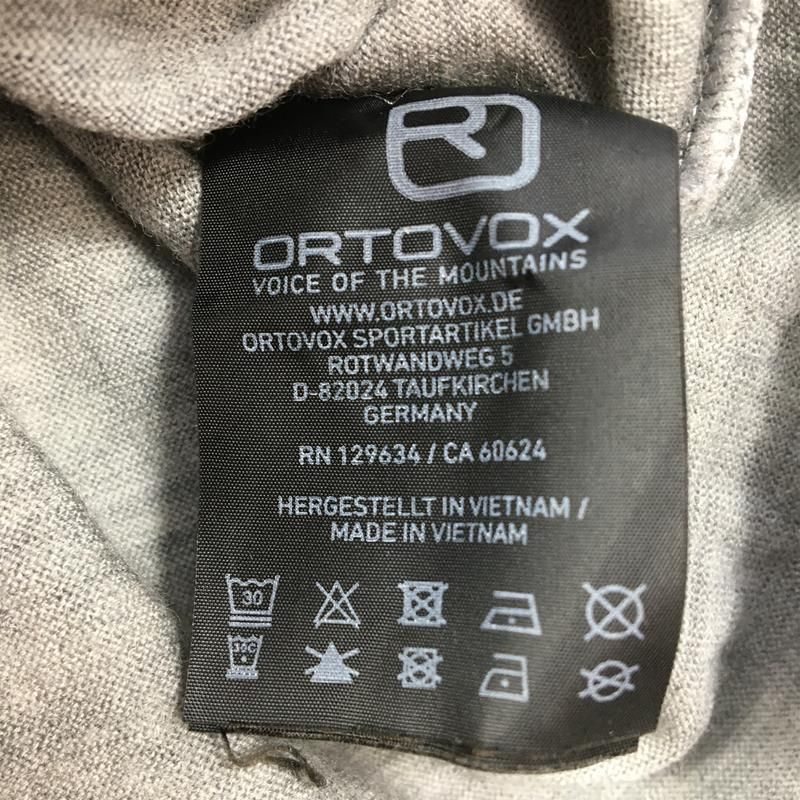 ORTOVOX
VOICE OF THE MOUNTAINS
WWW.ORTOVOX.DE
ORTOVOX SPORTARTIKEL GMBH
ROTWANDWEG 5
D-82024 TAUFKIRCHEN
GERMANY
RN 129634 / CA 60624
HERGESTELLT IN VIETNAM /
MADE IN VIETNAM
30
30C